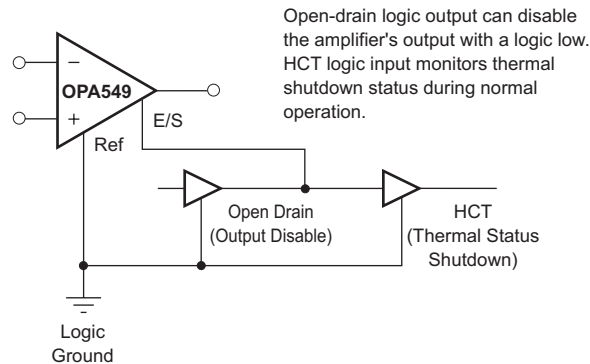 Open-drain logic output can disable
the amplifier's output with a logic low.
HCT logic input monitors thermal
shutdown status during normal
operation.
−
OPA549
+
E/S
Ref
Open Drain
(Output Disable)
HCT
(Thermal Status
Shutdown)
Logic
Ground